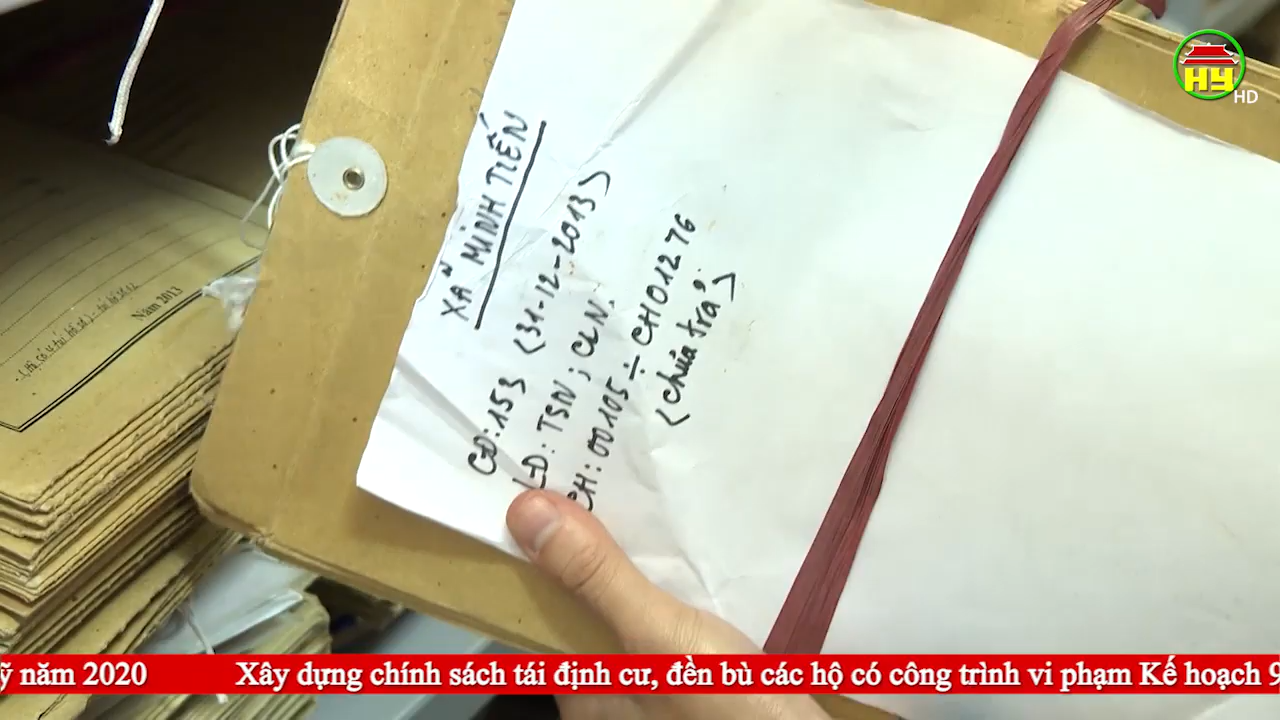 HY
HD
XÃ MINH TIẾN
QĐ: 153 (31-12-2013)
LĐ: TSN; CLN.
CH: 00105 ÷ CH01276
(chưa trả)
Năm 2013
ỹ năm 2020 Xây dựng chính sách tái định cư, đền bù các hộ có công trình vi phạm Kế hoạch 9